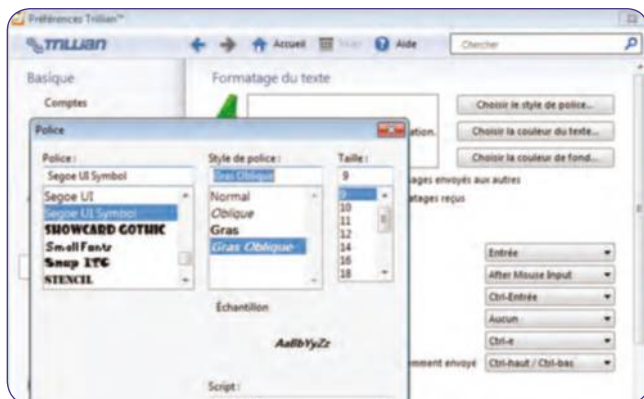 Préférences Trillian™
TRILLIAN
Accueil
Aide
Chercher
Basique
Comptes
Formatage du texte
Choisir le style de police...
Choisir la couleur du texte...
Choisir la couleur de fond...
Police
Police :
Style de police :
Taille :
Segoe UI Symbol
Gras Oblique
9
Segoe UI
Segoe UI Symbol
SHOWCARD GOTHIC
Small Fonts
Snap ITC
STENCIL
Normal
Oblique
Gras
Gras Oblique
9
10
11
12
14
16
18
Échantillon
AaBbYyZz
Script :
ation.
ages envoyés aux autres
atages reçus
Entrée
After Mouse Input
Ctrl-Entrée
Aucun
Ctrl-e
mment envoyé
Ctrl-haut / Ctrl-bas